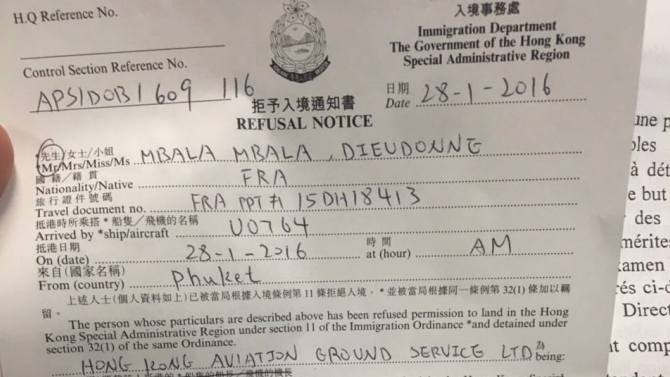 H.Q Reference No.
入境事務處
Immigration Department
The Government of the Hong Kong
Special Administrative Region
Control Section Reference No.
APSIDOB1609 116
日期
Date 28-1-2016
拒予入境通知書
REFUSAL NOTICE
先生/女士/小姐
Mr/Mrs/Miss/Ms MBALA MBALA, DIEUDONNE
國籍/籍貫
Nationality/Native FRA
旅行證件號碼
Travel document no. FRA PPT # 15DH18413
抵港時所乘搭*船隻/飛機的名稱
Arrived by *ship/aircraft UO764
抵港日期
On (date) 28-1-2016
時間
at (hour) AM
來自(國家名稱)
From (country) Phuket
上述人士(個人資料如上)已被當局根據入境條例第11條拒絕入境,*並被當局根據同一條例第32(1)條加以羈
留。
The person whose particulars are described above has been refused permission to land in the Hong
Kong Special Administrative Region under section 11 of the Immigration Ordinance *and detained under
section 32(1) of the same Ordinance.
HONG KONG AVIATION GROUND SERVICE LTD 為
being:
une p
à dét
e but
des
mérites
xamen
rés ci-d
Direct
nt comp